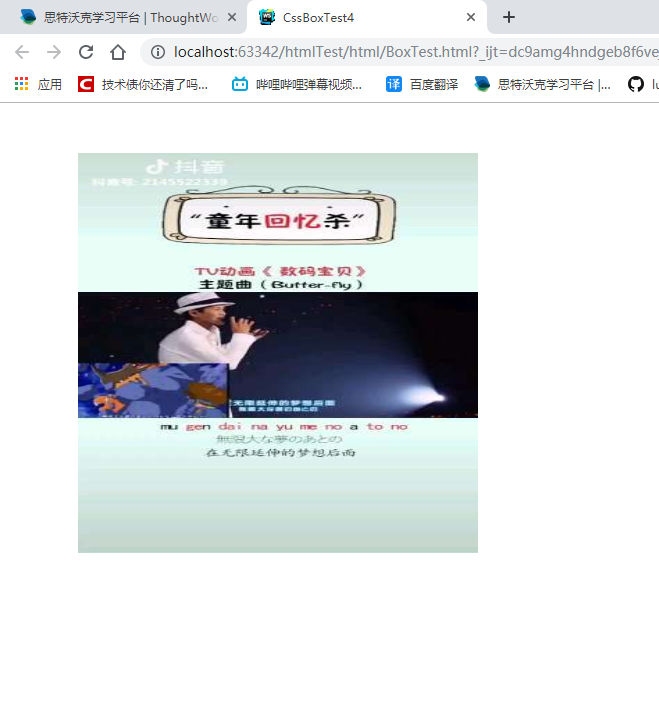 思特沃克学习平台 | ThoughtWo
CssBoxTest4
localhost:63342/htmlTest/html/BoxTest.html?_ijt=dc9amg4hndgeb8f6ve
应用
技术债你还清了吗...
哔哩哔哩弹幕视频...
译 百度翻译
思特沃克学习平台 |...
lu
抖音
抖音号: 2145522339
“童年回忆杀”
TV动画《 数码宝贝》
主题曲（Butter-fly）
无限延伸的梦想后面
mu gen dai na yu me no a to no
無限大な夢のあとの
在无限延伸的梦想后面